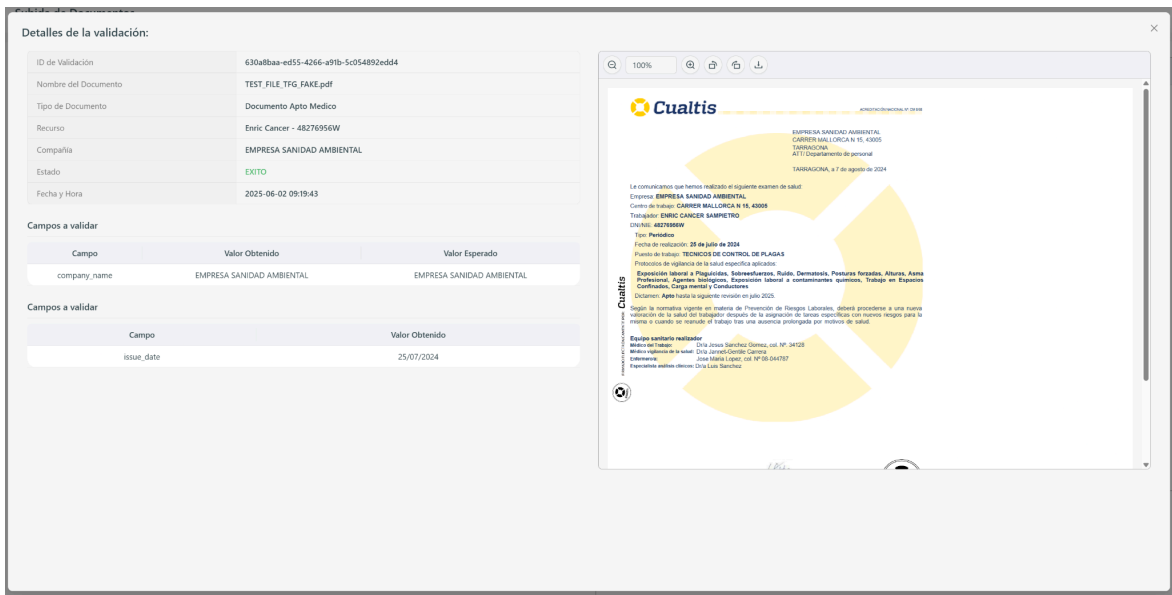 Subida de Documentos
Detalles de la validación:
ID de Validación 630a8baa-ed55-4266-a91b-5c054892edd4
Nombre del Documento TEST_FILE_TFG_FAKE.pdf
Tipo de Documento Documento Apto Medico
Recurso Enric Cancer - 48276956W
Compañía EMPRESA SANIDAD AMBIENTAL
Estado EXITO
Fecha y Hora 2025-06-02 09:19:43
Campos a validar
Campo Valor Obtenido Valor Esperado
company_name EMPRESA SANIDAD AMBIENTAL EMPRESA SANIDAD AMBIENTAL
Campos a validar
Campo Valor Obtenido
issue_date 25/07/2024
100%
Cualtis
EMPRESA SANIDAD AMBIENTAL
CARRER MALLORCA N 15, 43005
TARRAGONA
ATT/ Departamento de personal
TARRAGONA, a 7 de agosto de 2024
Le comunicamos que hemos realizado el siguiente examen de salud:
Empresa: EMPRESA SANIDAD AMBIENTAL
Centro de trabajo: CARRER MALLORCA N 15, 43005
Trabajador: ENRIC CANCER SAMPIETRO
DNI/NIE: 48276956W
Tipo: Periódico
Fecha de realización: 25 de julio de 2024
Puesto de trabajo: TECNICOS DE CONTROL DE PLAGAS
Protocolos de vigilancia de la salud específica aplicados:
Exposición laboral a Plaguicidas, Sobreesfuerzos, Ruido, Dermatosis, Posturas forzadas, Alturas, Asma
Profesional, Agentes biológicos, Exposición laboral a contaminantes químicos, Trabajo en Espacios
Confinados, Carga mental y Conductores
Dictamen: Apto hasta la siguiente revisión en julio 2025.
Según la normativa vigente en materia de Prevención de Riesgos Laborales, deberá procederse a una nueva
valoración de la salud del trabajador después de la asignación de tareas específicas con nuevos riesgos para la
misma o cuando se reanude el trabajo tras una ausencia prolongada por motivos de salud.
Equipo sanitario realizador
Médico del Trabajo: Dr/a Jesus Sanchez Gomez, col. Nº: 34128
Médico vigilancia de la salud: Dr/a Jannet-Gentille Carrera
Enfermero/a: Jose Maria Lopez, col. Nº 08-044787
Especialista análisis clínicos: Dr/a Luis Sanchez
Cualtis